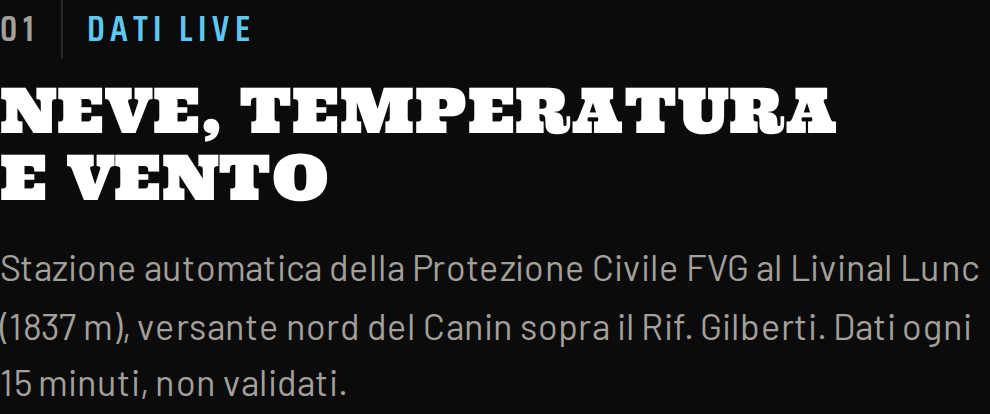 01 DATI LIVE
NEVE, TEMPERATURA
E VENTO
Stazione automatica della Protezione Civile FVG al Livinal Lunc
(1837 m), versante nord del Canin sopra il Rif. Gilberti. Dati ogni
15 minuti, non validati.